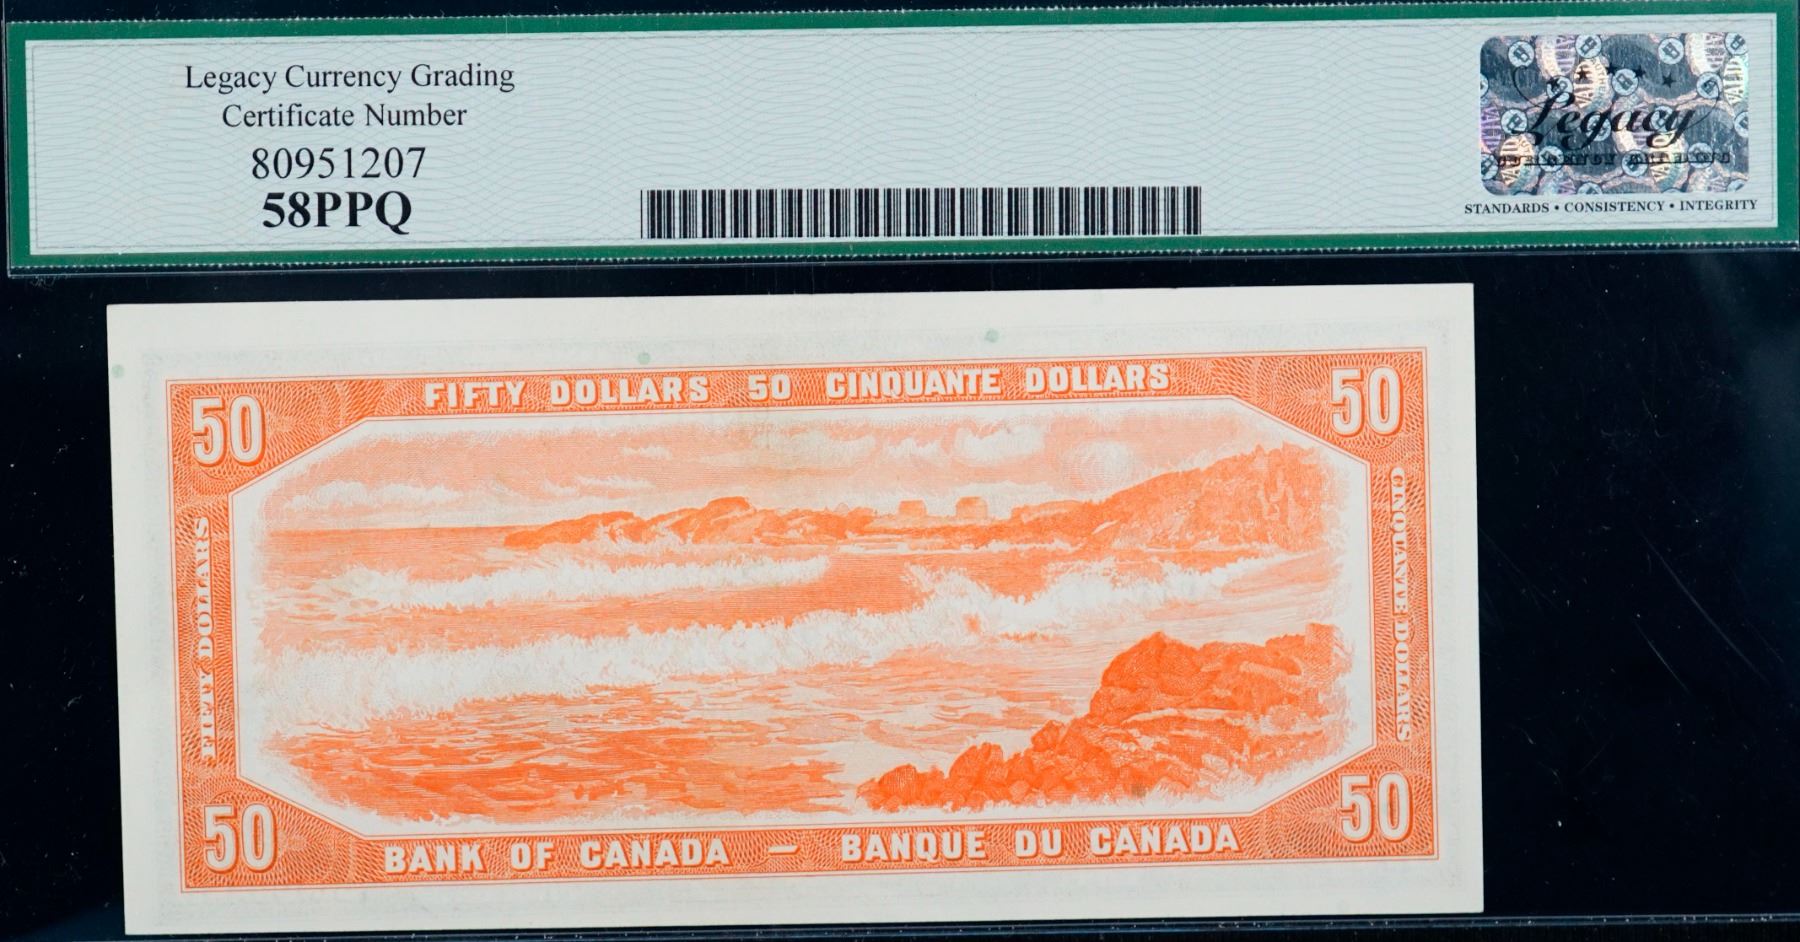 Legacy Currency Grading
Certificate Number
80951207
58PPQ
Legacy
STANDARDS • CONSISTENCY • INTEGRITY
50 FIFTY DOLLARS 50 CINQUANTE DOLLARS 50
FIFTY DOLLARS
CINQUANTE DOLLARS
50 BANK OF CANADA — BANQUE DU CANADA 50